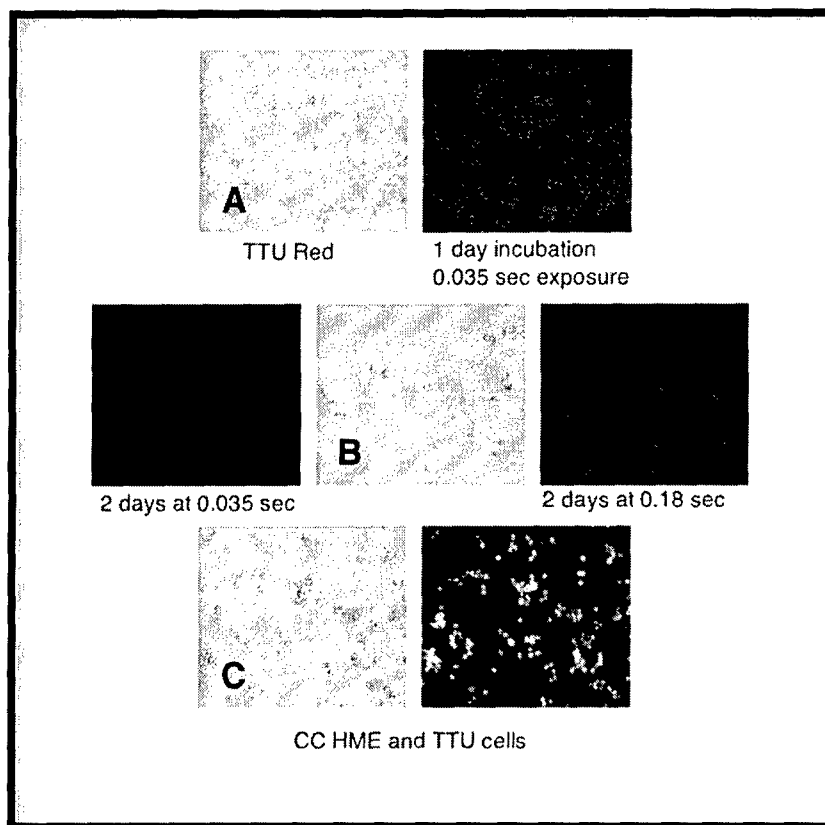 A
TTU Red
1 day incubation
0.035 sec exposure
B
2 days at 0.035 sec
2 days at 0.18 sec
C
CC HME and TTU cells